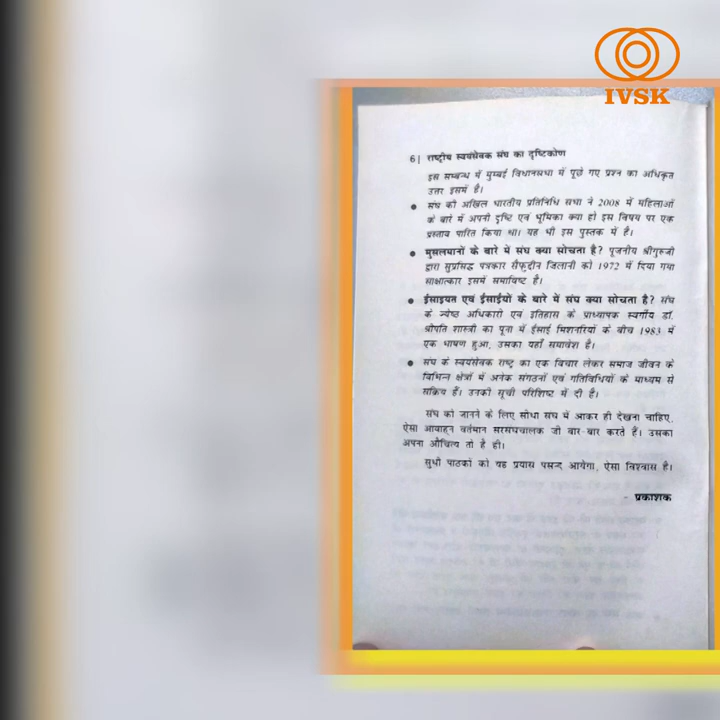 IVSK
6| राष्ट्रीय स्वयंसेवक संघ का दृष्टिकोण
इस सम्बन्ध में मुम्बई विधानसभा में पूछे गए प्रश्न का अधिकृत
उत्तर इसमें है।
● संघ की अखिल भारतीय प्रतिनिधि सभा ने 2008 में महिलाओं
के बारे में अपनी दृष्टि एवं भूमिका क्या हो इस विषय पर एक
प्रस्ताव पारित किया था। यह भी इस पुस्तक में है।
● मुसलमानों के बारे में संघ क्या सोचता है? पूजनीय श्रीगुरुजी
द्वारा सुप्रसिद्ध पत्रकार सैफुद्दीन जिलानी को 1972 में दिया गया
साक्षात्कार इसमें समाविष्ट है।
● ईसाइयत एवं ईसाईयों के बारे में संघ क्या सोचता है? संघ
के ज्येष्ठ अधिकारी एवं इतिहास के प्राध्यापक स्वर्गीय डॉ.
श्रीपति शास्त्री का पूना में ईसाई मिशनरियों के बीच 1983 में
एक भाषण हुआ, उसका यहाँ समावेश है।
● संघ के स्वयंसेवक राष्ट्र का एक विचार लेकर समाज जीवन के
विभिन्न क्षेत्रों में अनेक संगठनों एवं गतिविधियों के माध्यम से
सक्रिय हैं। उनकी सूची परिशिष्ट में दी है।
संघ को जानने के लिए सीधा संघ में आकर ही देखना चाहिए,
ऐसा आवाहन वर्तमान सरसंघचालक जी बार-बार करते हैं। उसका
अपना औचित्य तो है ही।
सुधी पाठकों को यह प्रयास पसन्द आयेगा, ऐसा विश्वास है।
- प्रकाशक